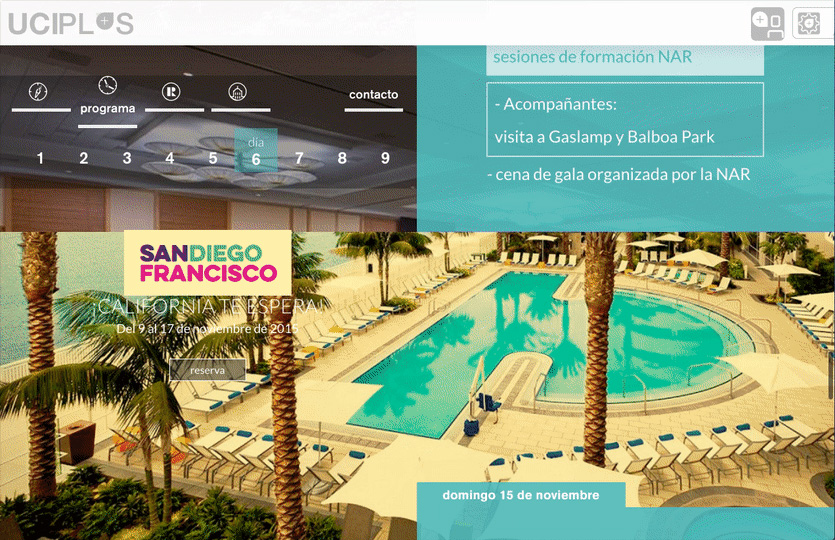 UCIPLUS
sesiones de formación NAR
programa
contacto
- Acompañantes:
visita a Gaslamp y Balboa Park
- cena de gala organizada por la NAR
día
1 2 3 4 5 6 7 8 9
SANDIEGO
FRANCISCO
¡CALIFORNIA TE ESPERA!
Del 9 al 17 de noviembre de 2015
reserva
domingo 15 de noviembre